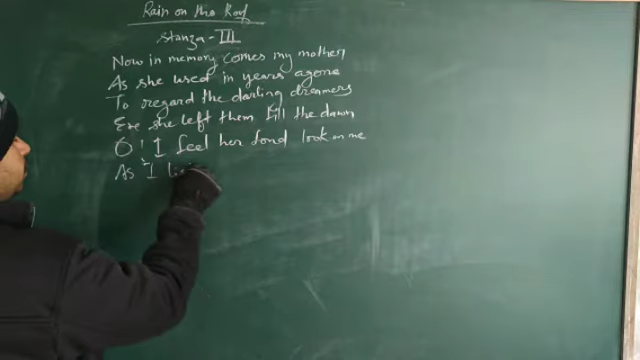 Rain on the Roof
Stanza - III
Now in memory comes my mother
As she used in years agone
To regard the darling dreamers
Ere she left them till the dawn
O! I feel her fond look on me
As I